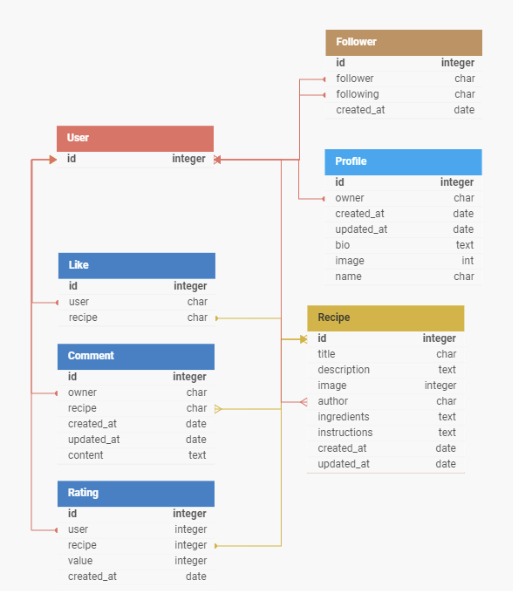 Follower
id integer
follower char
following char
created_at date
User
id integer
Profile
id integer
owner char
created_at date
updated_at date
bio text
image int
name char
Like
id integer
user char
recipe char
Recipe
id integer
title char
description text
image integer
author char
ingredients text
instructions text
created_at date
updated_at date
Comment
id integer
owner char
recipe char
created_at date
updated_at date
content text
Rating
id integer
user integer
recipe integer
value integer
created_at date